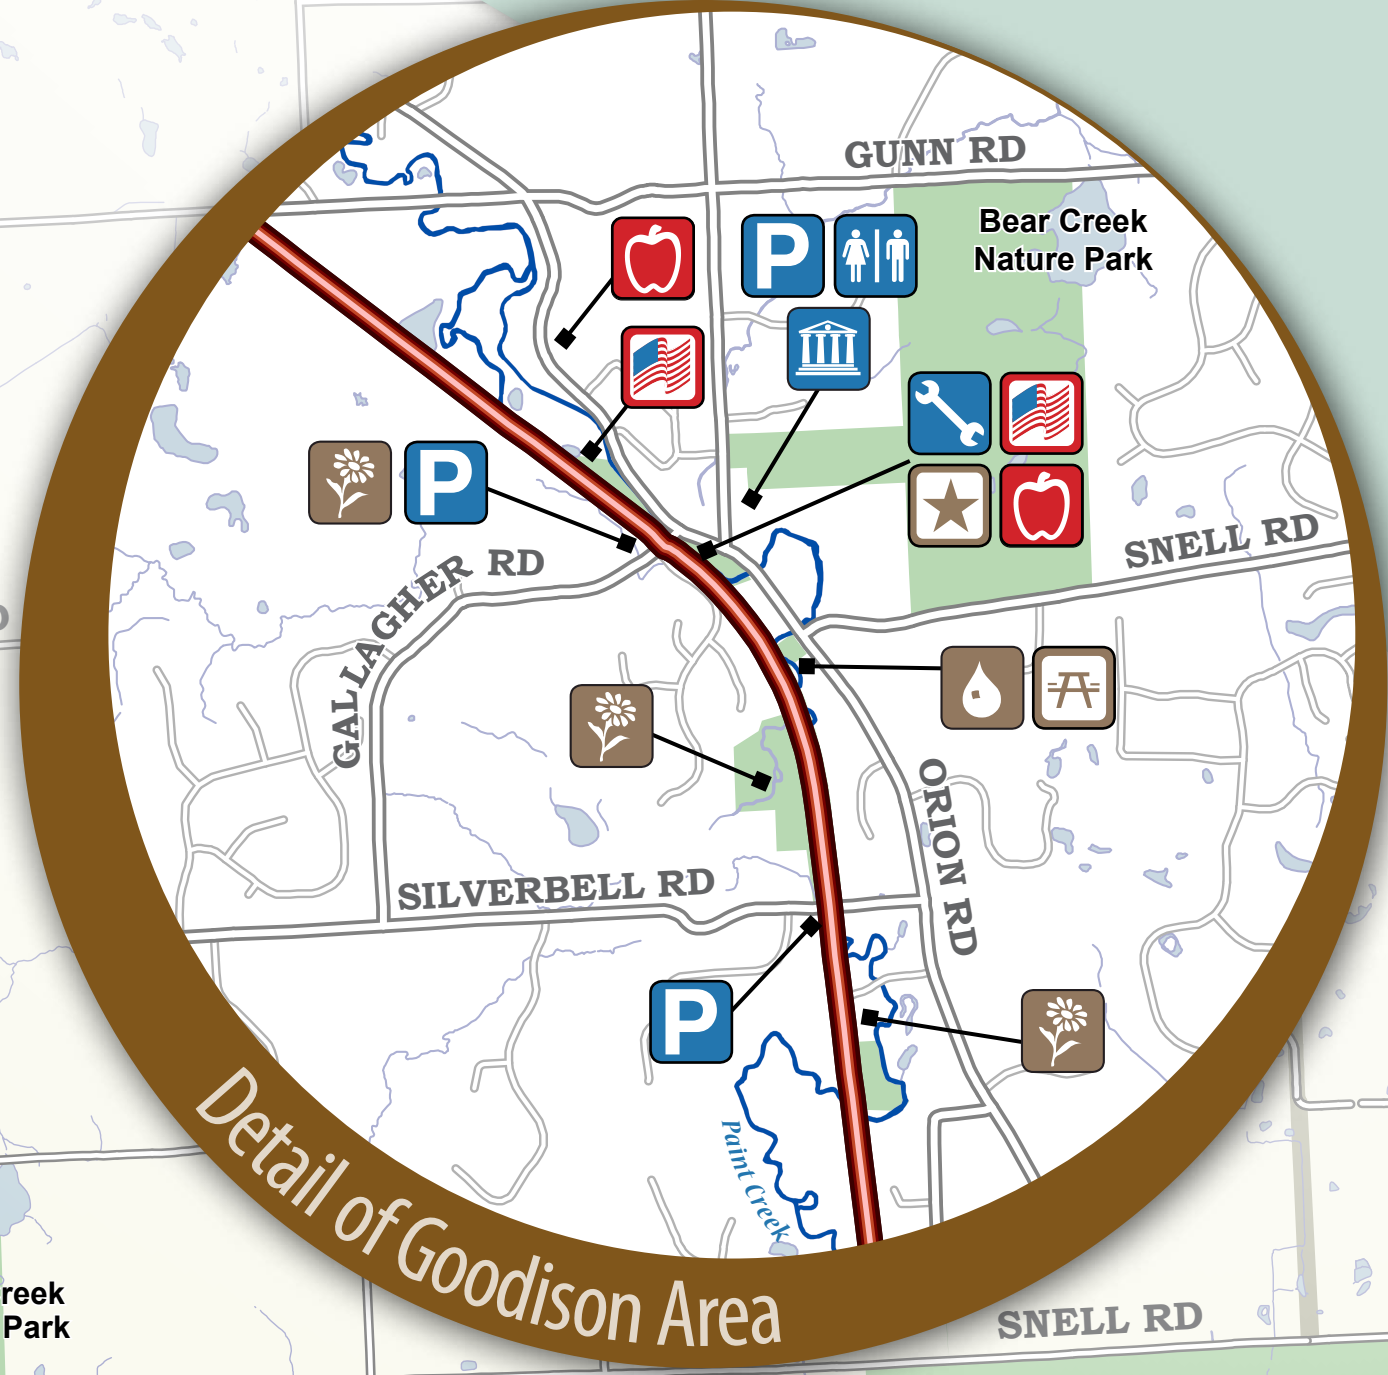 GUNN RD
Bear Creek
Nature Park
P
P
SNELL RD
GALLAGHER RD
ORION RD
SILVERBELL RD
P
Paint Creek
Detail of Goodison Area
reek
Park
SNELL RD